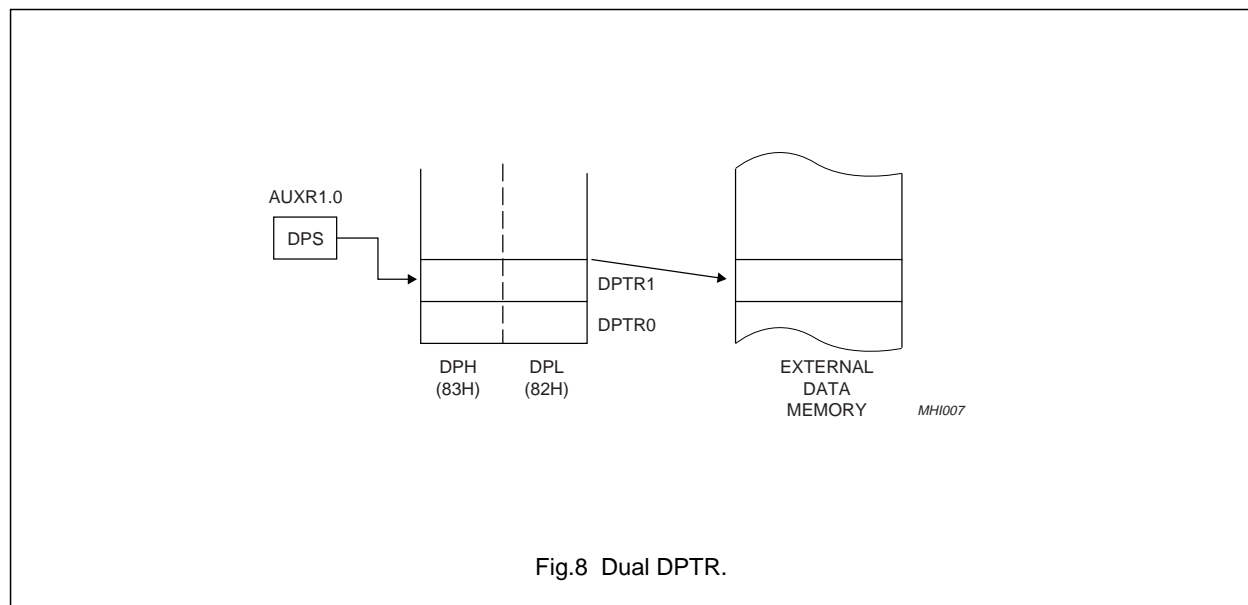 AUXR1.0
DPS
DPTR1
DPTR0
DPH
(83H)
DPL
(82H)
EXTERNAL
DATA
MEMORY
MHI007
Fig.8 Dual DPTR.